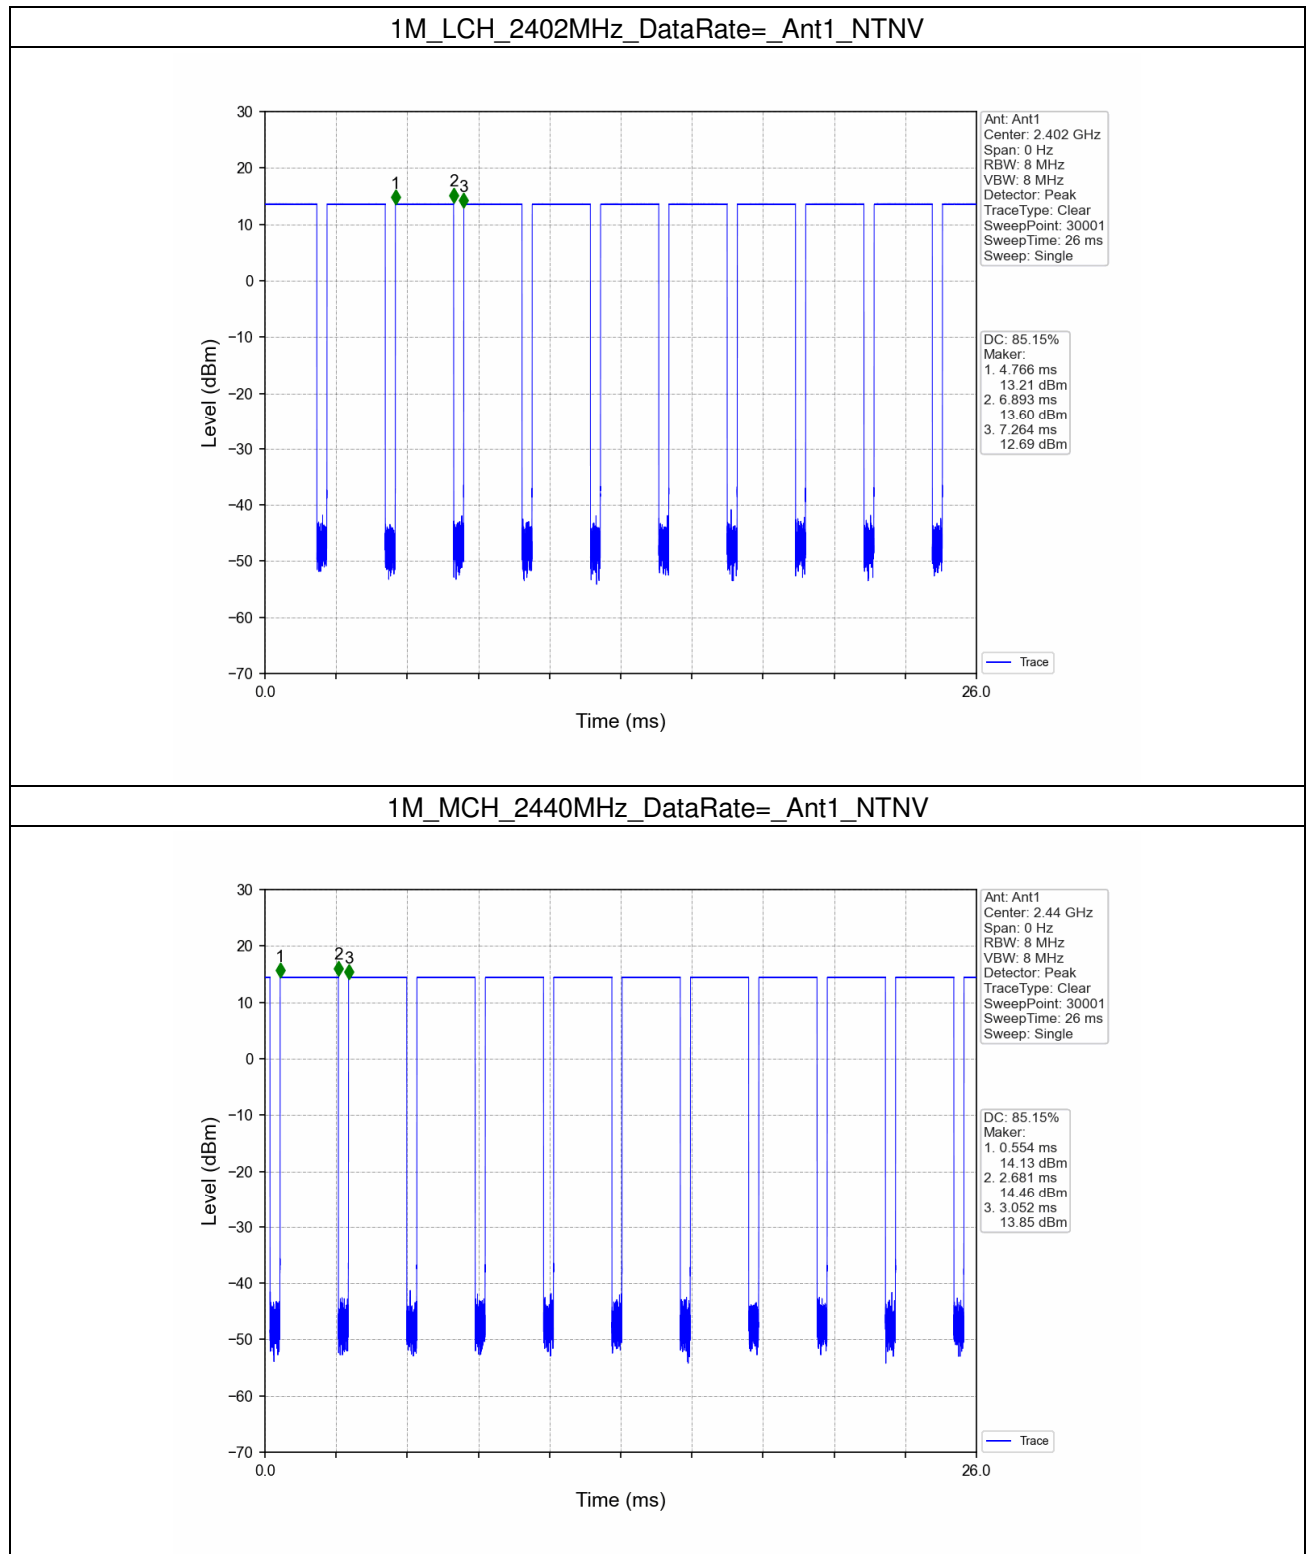 1M_LCH_2402MHz_DataRate=_Ant1_NTNV
30
20
10
0
−10
−20
−30
−40
−50
−60
−70
Level (dBm)
1
2
3
0.0
26.0
Time (ms)
Ant: Ant1
Center: 2.402 GHz
Span: 0 Hz
RBW: 8 MHz
VBW: 8 MHz
Detector: Peak
TraceType: Clear
SweepPoint: 30001
SweepTime: 26 ms
Sweep: Single
DC: 85.15%
Maker:
1. 4.766 ms
13.21 dBm
2. 6.893 ms
13.60 dBm
3. 7.264 ms
12.69 dBm
Trace
1M_MCH_2440MHz_DataRate=_Ant1_NTNV
30
20
10
0
−10
−20
−30
−40
−50
−60
−70
Level (dBm)
1
2
3
0.0
26.0
Time (ms)
Ant: Ant1
Center: 2.44 GHz
Span: 0 Hz
RBW: 8 MHz
VBW: 8 MHz
Detector: Peak
TraceType: Clear
SweepPoint: 30001
SweepTime: 26 ms
Sweep: Single
DC: 85.15%
Maker:
1. 0.554 ms
14.13 dBm
2. 2.681 ms
14.46 dBm
3. 3.052 ms
13.85 dBm
Trace